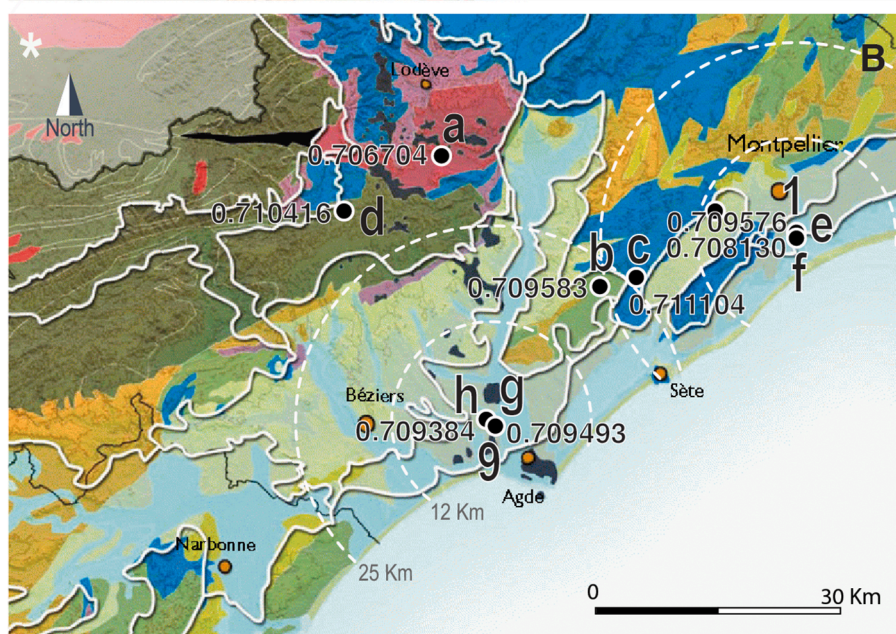 *
B
North
Lodève
a
0.706704
Montpellier
1
0.710416
d
0.709576
e
0.708130
f
b
c
0.709583
0.711104
Sète
Béziers
h
g
0.709384
0.709493
9
Agde
12 Km
25 Km
Narbonne
0
30 Km